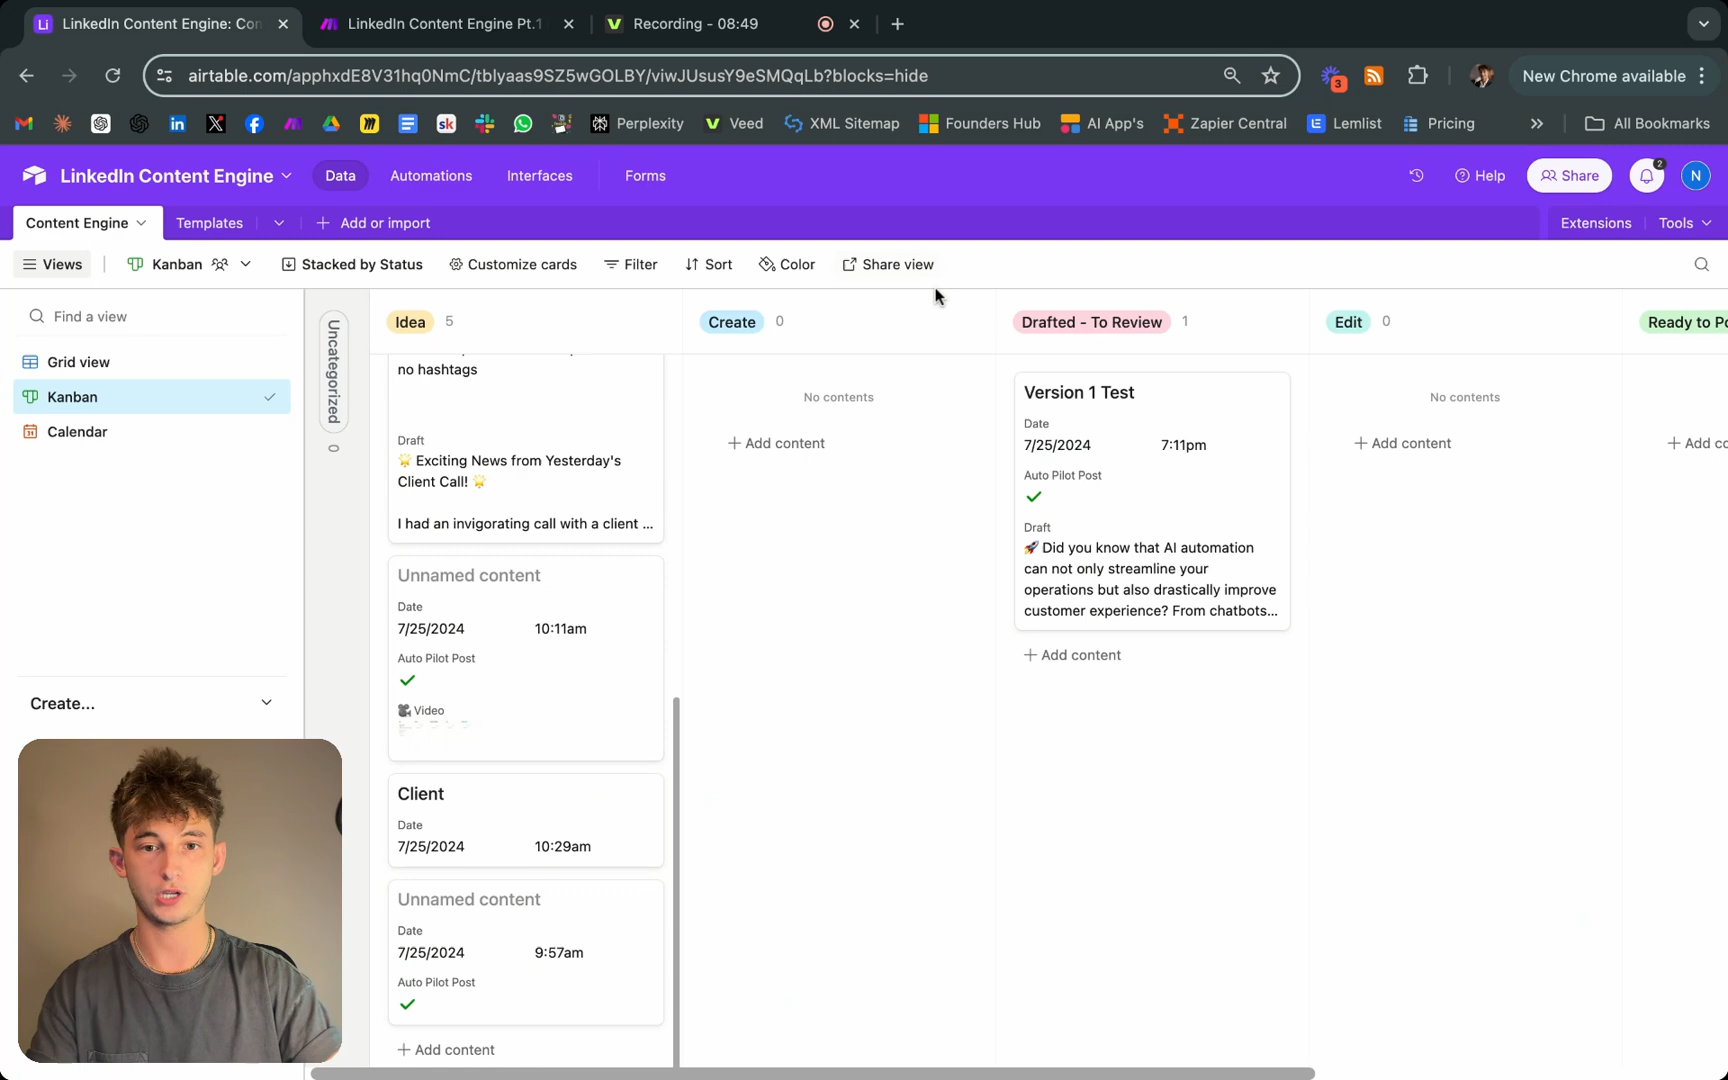 LinkedIn Content Engine: Con
LinkedIn Content Engine Pt.1
Recording - 08:49
airtable.com/apphxdE8V31hq0NmC/tblyaas9SZ5wGOLBY/viwJUsusY9eSMQqLb?blocks=hide
3
New Chrome available
Perplexity
Veed
XML Sitemap
Founders Hub
AI App's
Zapier Central
Lemlist
Pricing
All Bookmarks
LinkedIn Content Engine
Data
Automations
Interfaces
Forms
Help
Share
2
N
Content Engine
Templates
Add or import
Extensions
Tools
Views
Kanban
Stacked by Status
Customize cards
Filter
Sort
Color
Share view
Find a view
Grid view
Kanban
Calendar
Create...
Uncategorized
0
Idea 5
no hashtags
Draft
🌟 Exciting News from Yesterday's
Client Call! 🌟
I had an invigorating call with a client ...
Unnamed content
Date
7/25/2024 10:11am
Auto Pilot Post
🎥 Video
Client
Date
7/25/2024 10:29am
Unnamed content
Date
7/25/2024 9:57am
Auto Pilot Post
+ Add content
Create 0
No contents
+ Add content
Drafted - To Review 1
Version 1 Test
Date
7/25/2024 7:11pm
Auto Pilot Post
Draft
🚀 Did you know that AI automation
can not only streamline your
operations but also drastically improve
customer experience? From chatbots...
+ Add content
Edit 0
No contents
+ Add content
Ready to Po
+ Add co